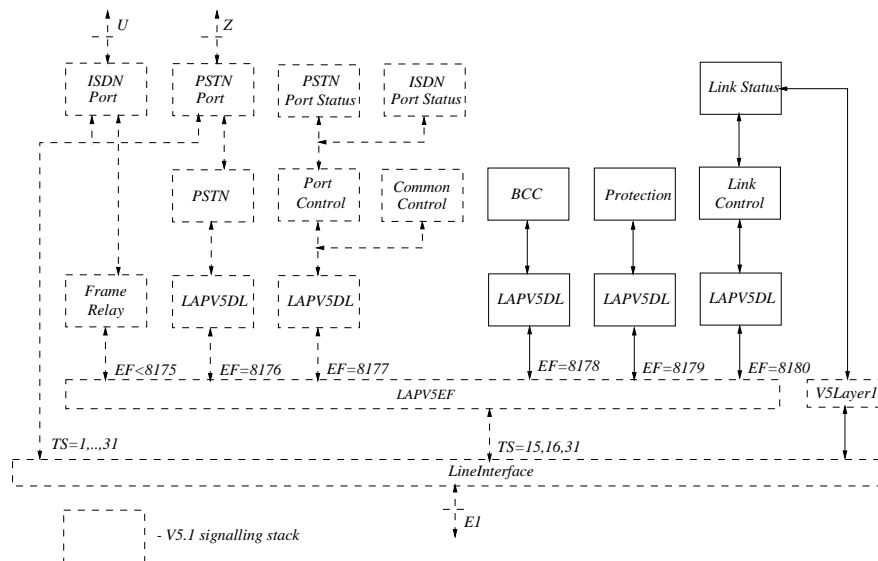 U
Z
ISDN
Port
PSTN
Port
PSTN
Port Status
ISDN
Port Status
Link Status
PSTN
Port
Control
Common
Control
BCC
Protection
Link
Control
Frame
Relay
LAPV5DL
LAPV5DL
LAPV5DL
LAPV5DL
LAPV5DL
EF<8175
EF=8176
EF=8177
EF=8178
EF=8179
EF=8180
LAPV5EF
V5Layer1
TS=1,..,31
TS=15,16,31
LineInterface
E1
- V5.1 signalling stack